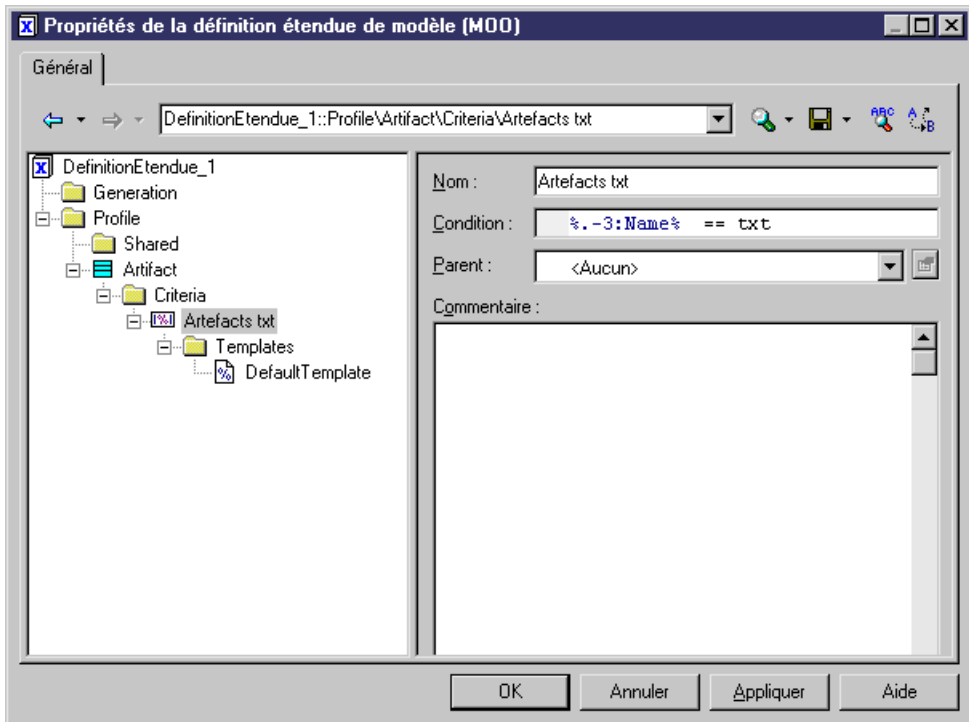 Propriétés de la définition étendue de modèle (MOO)
Général
DefinitionEtendue_1::Profile\Artifact\Criteria\Artefacts txt
ABC
A
B
DefinitionEtendue_1
Generation
Profile
Shared
Artifact
Criteria
Artefacts txt
Templates
DefaultTemplate
Nom :
Artefacts txt
Condition :
%.-3:Name% == txt
Parent :
<Aucun>
Commentaire :
OK
Annuler
Appliquer
Aide